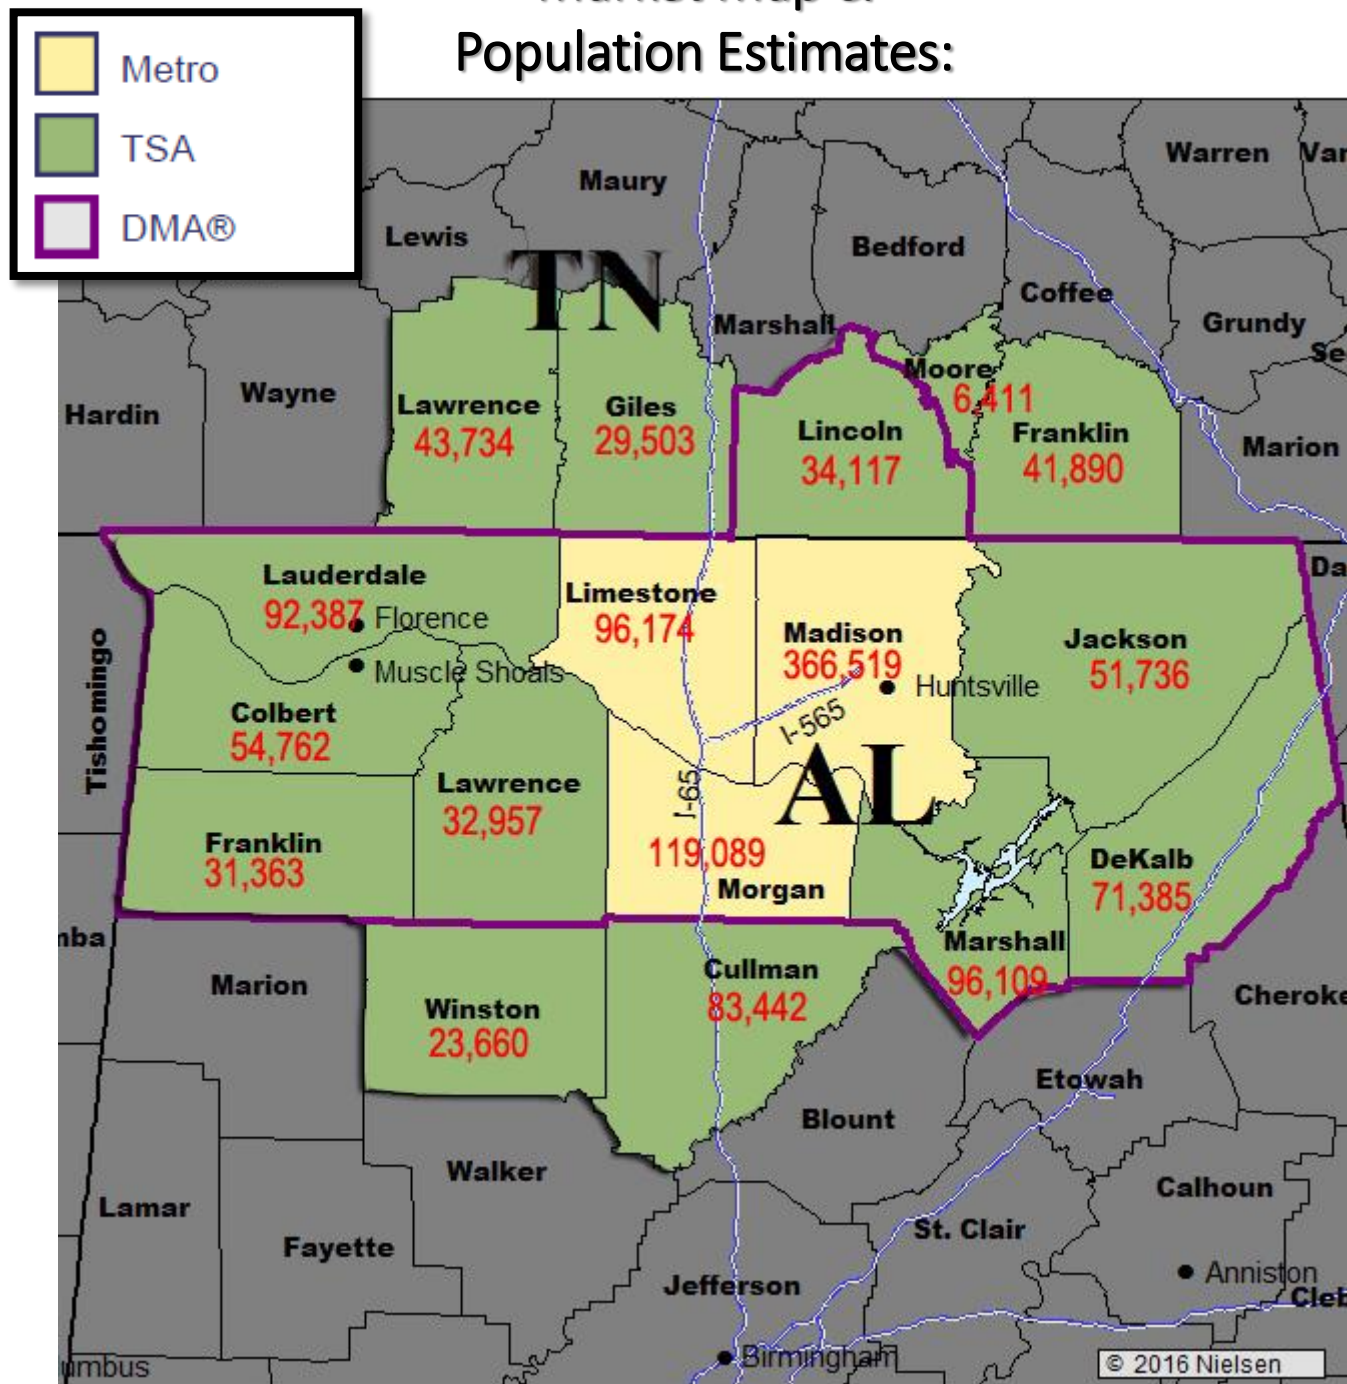 Population Estimates:
Metro
TSA
DMA®
Warren
Maury
Lewis
Bedford
TN
Coffee
Marshall
Grundy
Wayne
Moore
6,411
Hardin
Lawrence
43,734
Giles
29,503
Lincoln
34,117
Franklin
41,890
Marion
Lauderdale
92,387
Florence
Limestone
96,174
Madison
366,519
Jackson
51,736
Tishomingo
Muscle Shoals
Huntsville
Colbert
54,762
I-565
Lawrence
32,957
I-65
AL
Franklin
31,363
119,089
Morgan
DeKalb
71,385
Marshall
96,109
Marion
Cullman
83,442
Winston
23,660
Etowah
Blount
Walker
Calhoun
Lamar
Fayette
St. Clair
Jefferson
Anniston
Birmingham
© 2016 Nielsen